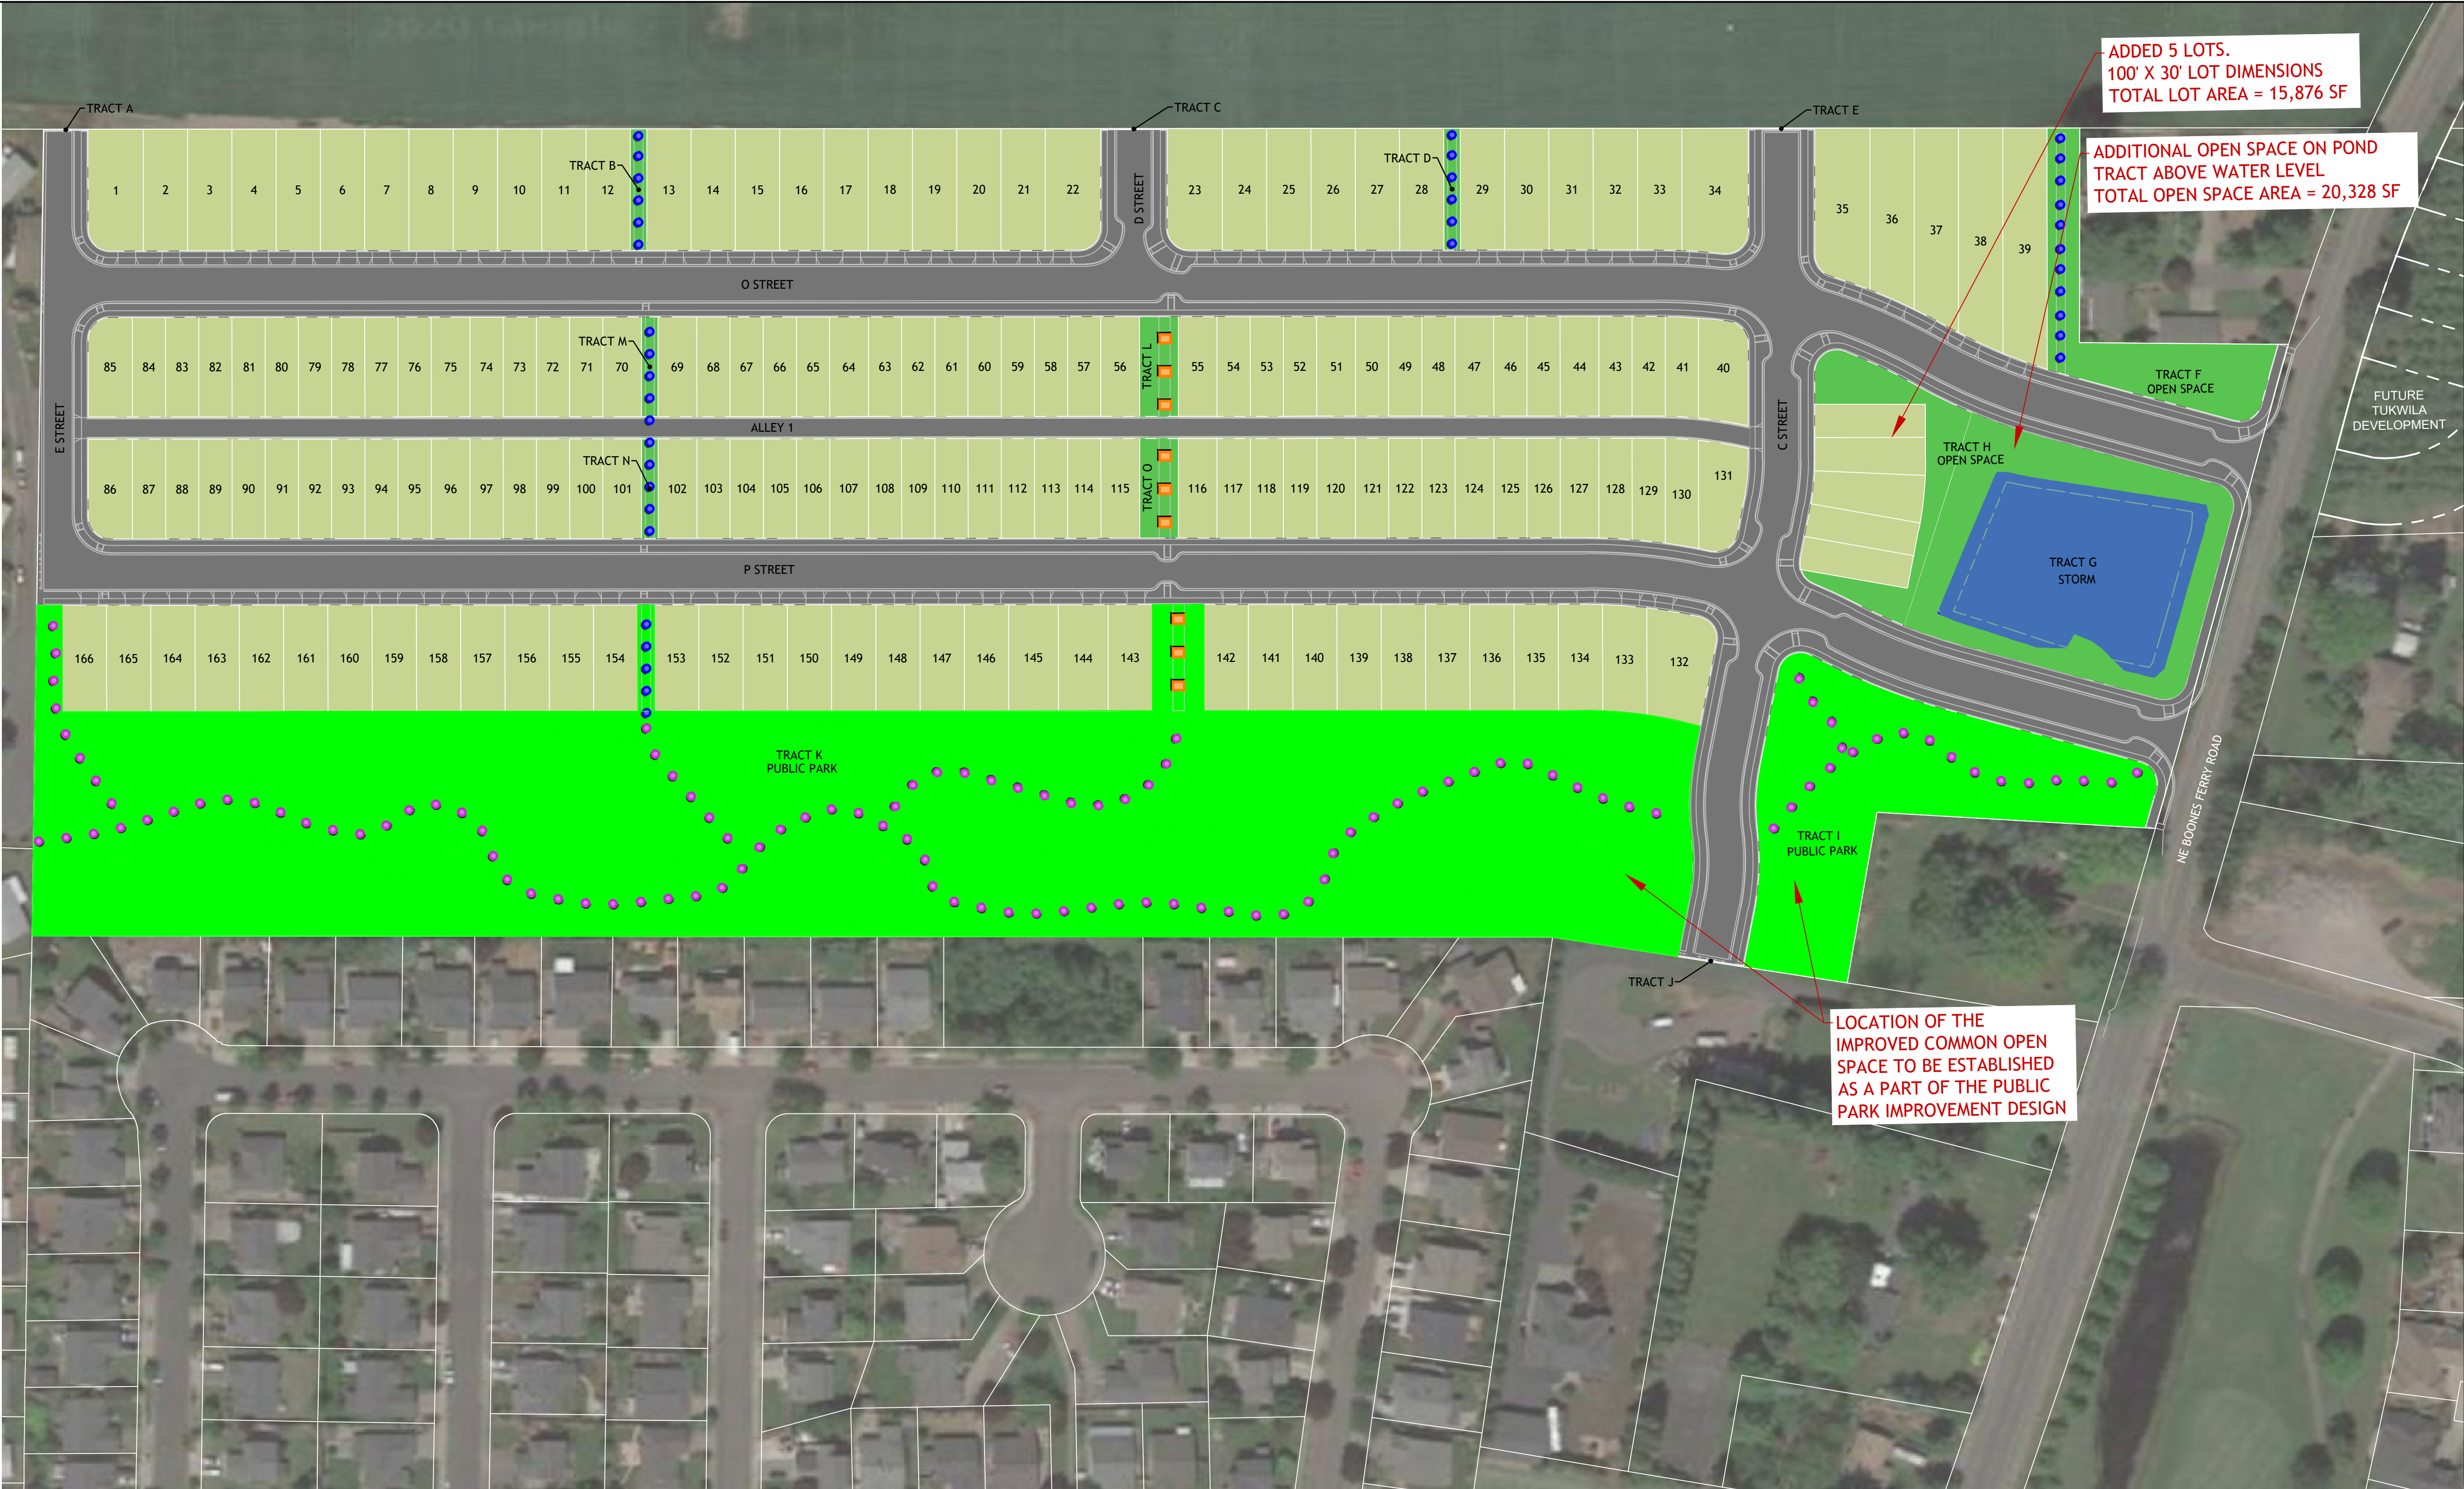 2020 Google
ADDED 5 LOTS.
100' X 30' LOT DIMENSIONS
TOTAL LOT AREA = 15,876 SF
TRACT A
TRACT C
TRACT E
ADDITIONAL OPEN SPACE ON POND
TRACT ABOVE WATER LEVEL
TOTAL OPEN SPACE AREA = 20,328 SF
TRACT B
TRACT D
1 2 3 4 5 6 7 8 9 10 11 12 13 14 15 16 17 18 19 20 21 22
D STREET
23 24 25 26 27 28 29 30 31 32 33 34
35 36 37 38 39
O STREET
TRACT M
85 84 83 82 81 80 79 78 77 76 75 74 73 72 71 70 69 68 67 66 65 64 63 62 61 60 59 58 57 56
TRACT L
55 54 53 52 51 50 49 48 47 46 45 44 43 42 41 40
TRACT F
OPEN SPACE
FUTURE
TUKWILA
DEVELOPMENT
E STREET
ALLEY 1
C STREET
TRACT H
OPEN SPACE
TRACT N
86 87 88 89 90 91 92 93 94 95 96 97 98 99 100 101 102 103 104 105 106 107 108 109 110 111 112 113 114 115
TRACT O
116 117 118 119 120 121 122 123 124 125 126 127 128 129 130 131
TRACT G
STORM
P STREET
166 165 164 163 162 161 160 159 158 157 156 155 154 153 152 151 150 149 148 147 146 145 144 143 142 141 140 139 138 137 136 135 134 133 132
TRACT K
PUBLIC PARK
NE BOONES FERRY ROAD
TRACT I
PUBLIC PARK
TRACT J
LOCATION OF THE
IMPROVED COMMON OPEN
SPACE TO BE ESTABLISHED
AS A PART OF THE PUBLIC
PARK IMPROVEMENT DESIGN